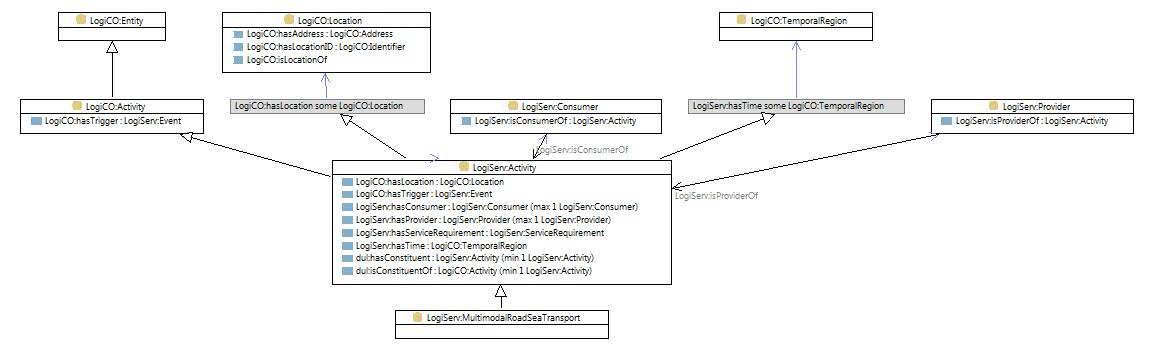 LogiCO:Entity
LogiCO:Location
LogiCO:hasAddress : LogiCO:Address
LogiCO:hasLocationID : LogiCO:Identifier
LogiCO:isLocationOf
LogiCO:TemporalRegion
LogiCO:Activity
LogiCO:hasTrigger : LogiServ:Event
LogiCO:hasLocation some LogiCO:Location
LogiServ:Consumer
LogiServ:isConsumerOf : LogiServ:Activity
LogiServ:hasTime some LogiCO:TemporalRegion
LogiServ:Provider
LogiServ:isProviderOf : LogiServ:Activity
LogiServ:isConsumerOf
LogiServ:isProviderOf
LogiServ:Activity
LogiCO:hasLocation : LogiCO:Location
LogiCO:hasTrigger : LogiServ:Event
LogiServ:hasConsumer : LogiServ:Consumer (max 1 LogiServ:Consumer)
LogiServ:hasProvider : LogiServ:Provider (max 1 LogiServ:Provider)
LogiServ:hasServiceRequirement : LogiServ:ServiceRequirement
LogiServ:hasTime : LogiCO:TemporalRegion
dul:hasConstituent : LogiServ:Activity (min 1 LogiServ:Activity)
dul:isConstituentOf : LogiCO:Activity (min 1 LogiServ:Activity)
LogiServ:MultimodalRoadSeaTransport